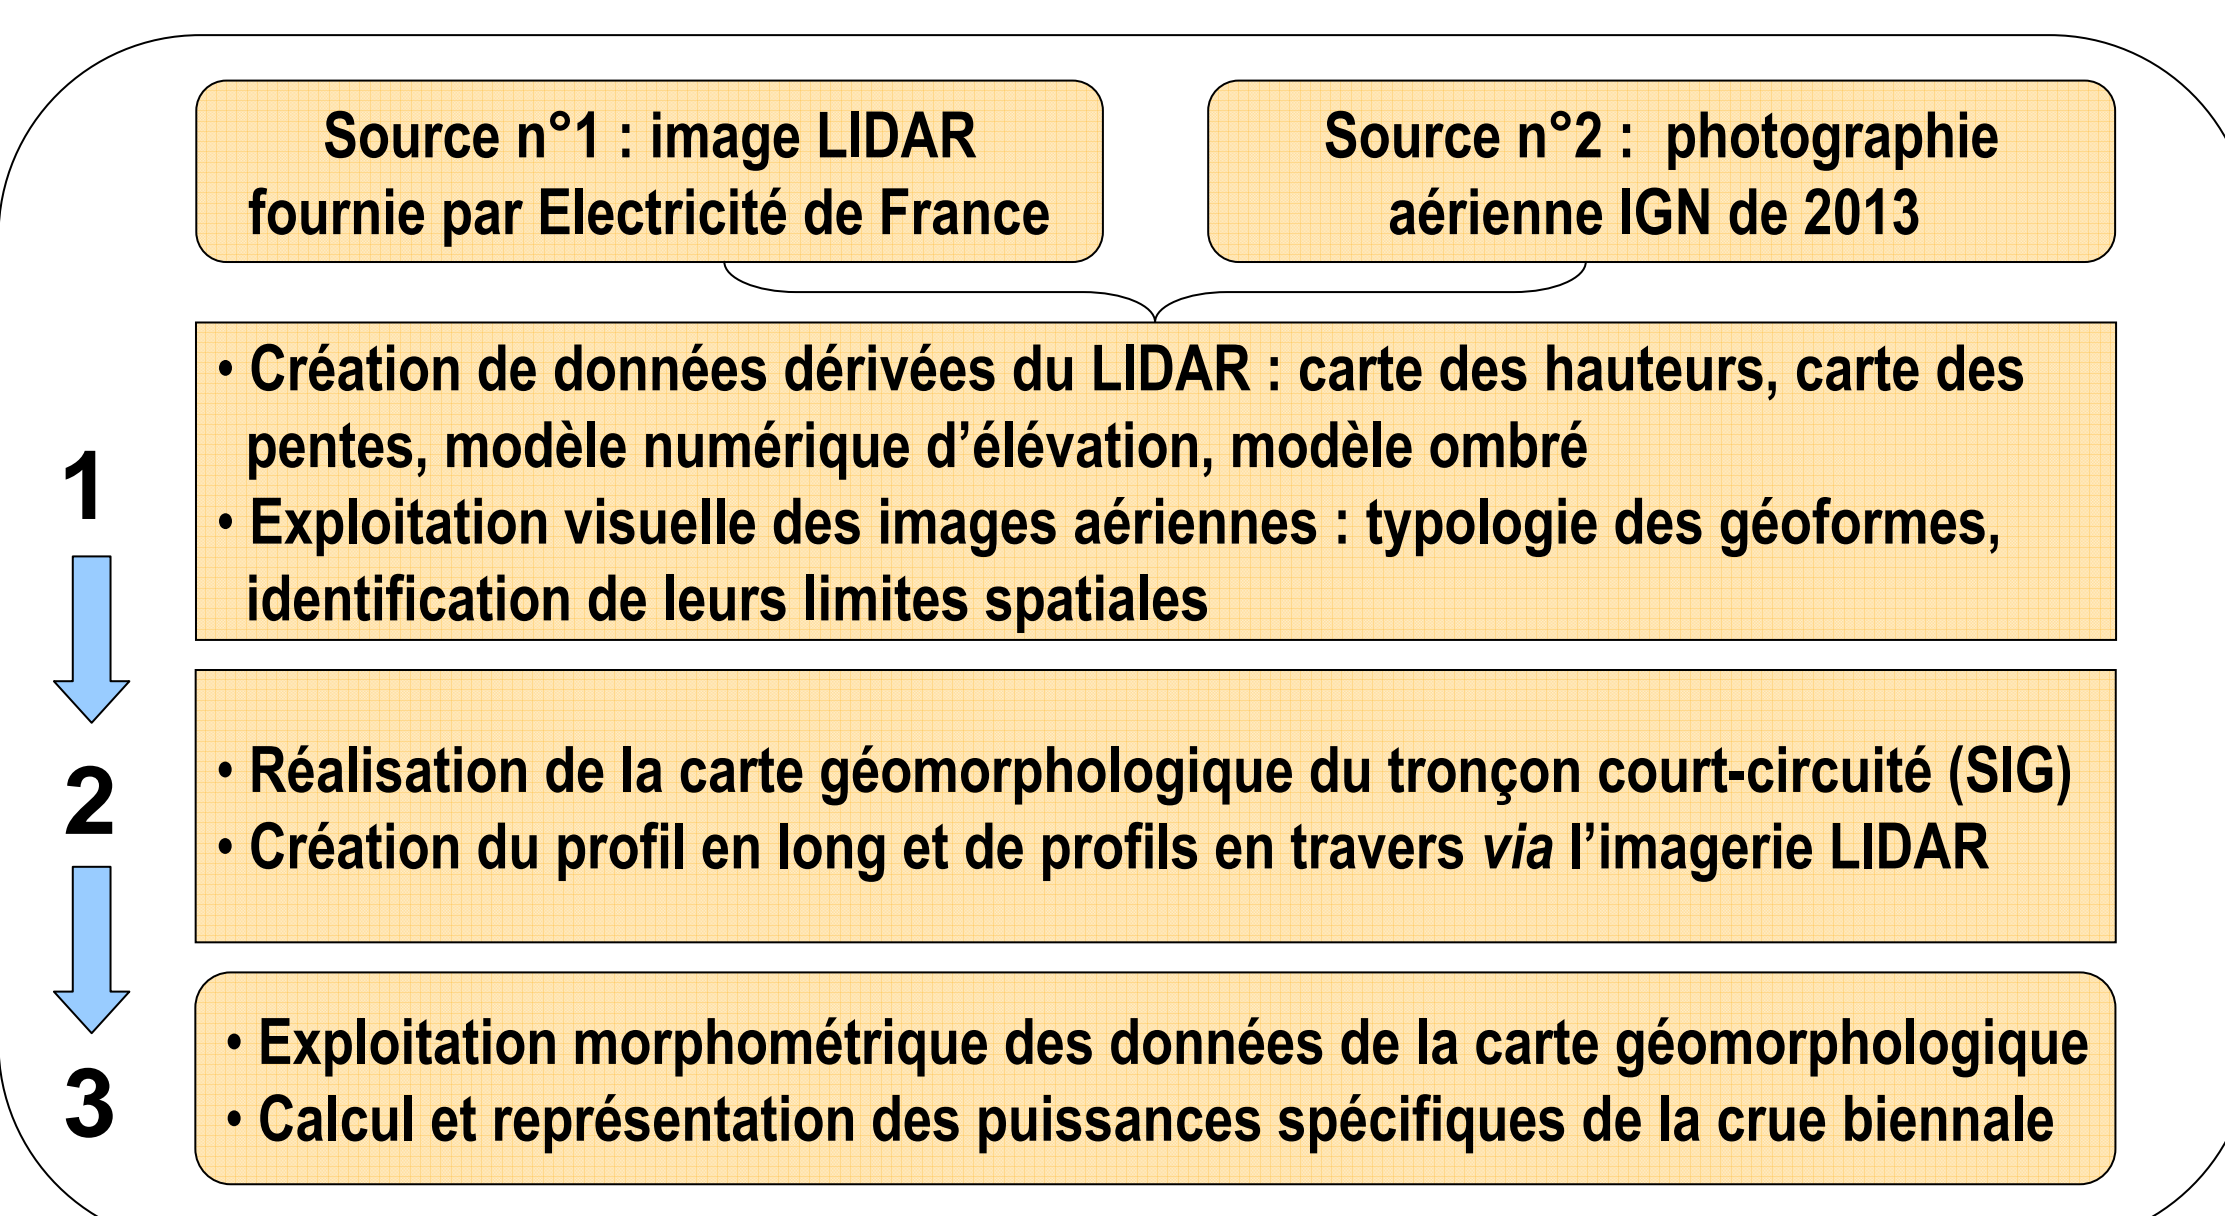 Source n°1 : image LIDAR
fournie par Electricité de France
Source n°2 : photographie
aérienne IGN de 2013
1
• Création de données dérivées du LIDAR : carte des hauteurs, carte des
pentes, modèle numérique d’élévation, modèle ombré
• Exploitation visuelle des images aériennes : typologie des géoformes,
identification de leurs limites spatiales
2
• Réalisation de la carte géomorphologique du tronçon court-circuité (SIG)
• Création du profil en long et de profils en travers via l’imagerie LIDAR
3
• Exploitation morphométrique des données de la carte géomorphologique
• Calcul et représentation des puissances spécifiques de la crue biennale